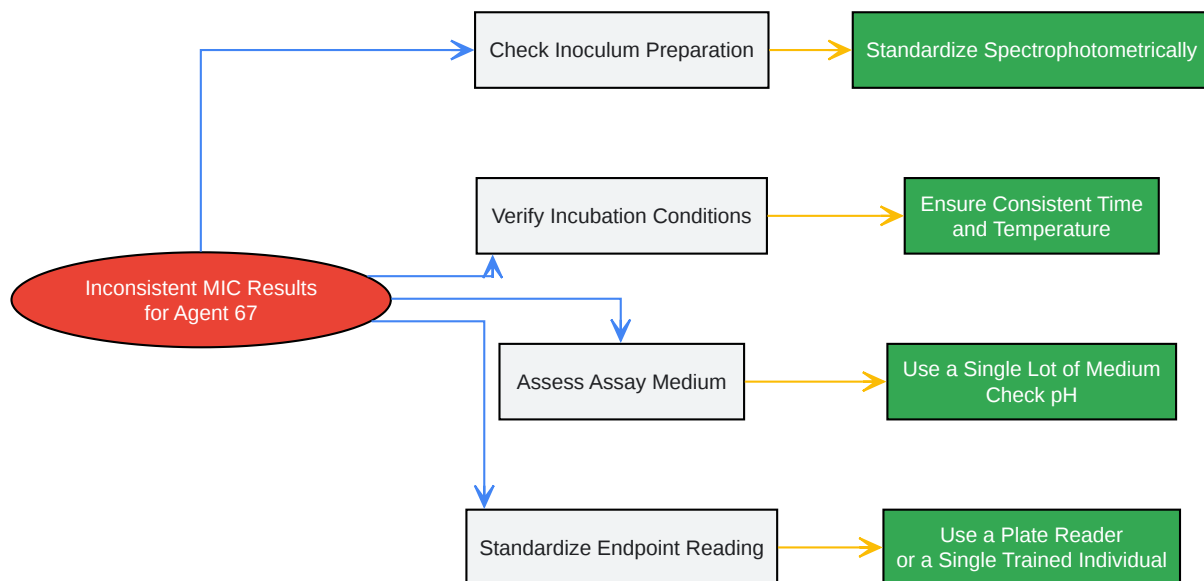 Check Inoculum Preparation
Standardize Spectrophotometrically
Verify Incubation Conditions
Ensure Consistent Time
and Temperature
Inconsistent MIC Results
for Agent 67
Assess Assay Medium
Use a Single Lot of Medium
Check pH
Standardize Endpoint Reading
Use a Plate Reader
or a Single Trained Individual